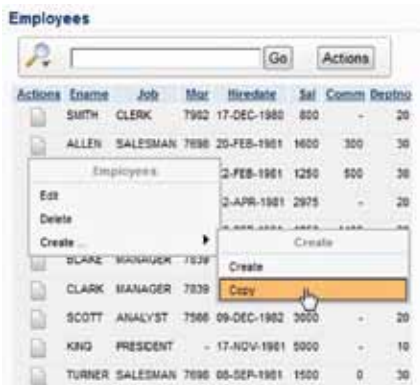 Employees
Go Actions
Actions Ename Job Mgr Hiredate Sal Comm Deptno
SMITH CLERK 7902 17-DEC-1980 800 - 20
ALLEN SALESMAN 7698 20-FEB-1981 1600 300 30
Employees 2-FEB-1981 1250 500 30
Edit 2-APR-1981 2975 - 20
Delete
Create ... Create
BLAKE MANAGER 7839 Create
CLARK MANAGER 7839 Copy
SCOTT ANALYST 7566 09-DEC-1982 3000 - 20
KING PRESIDENT - 17-NOV-1981 5000 - 10
TURNER SALESMAN 7698 08-SEP-1981 1500 0 30